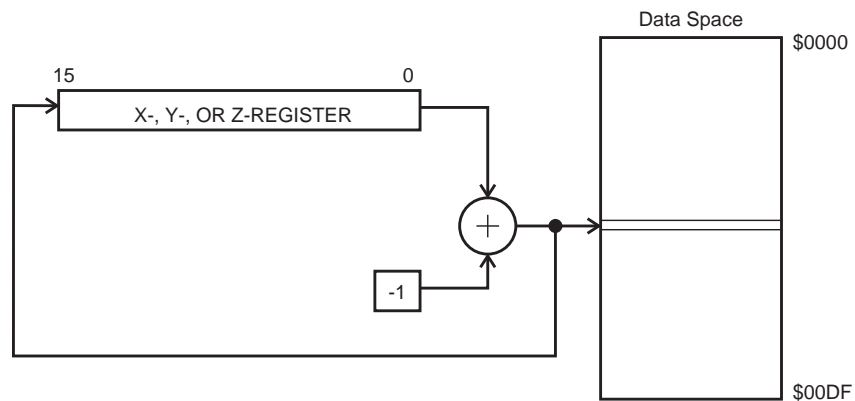 Data Space
$0000
15
0
X-, Y-, OR Z-REGISTER
+
-1
$00DF